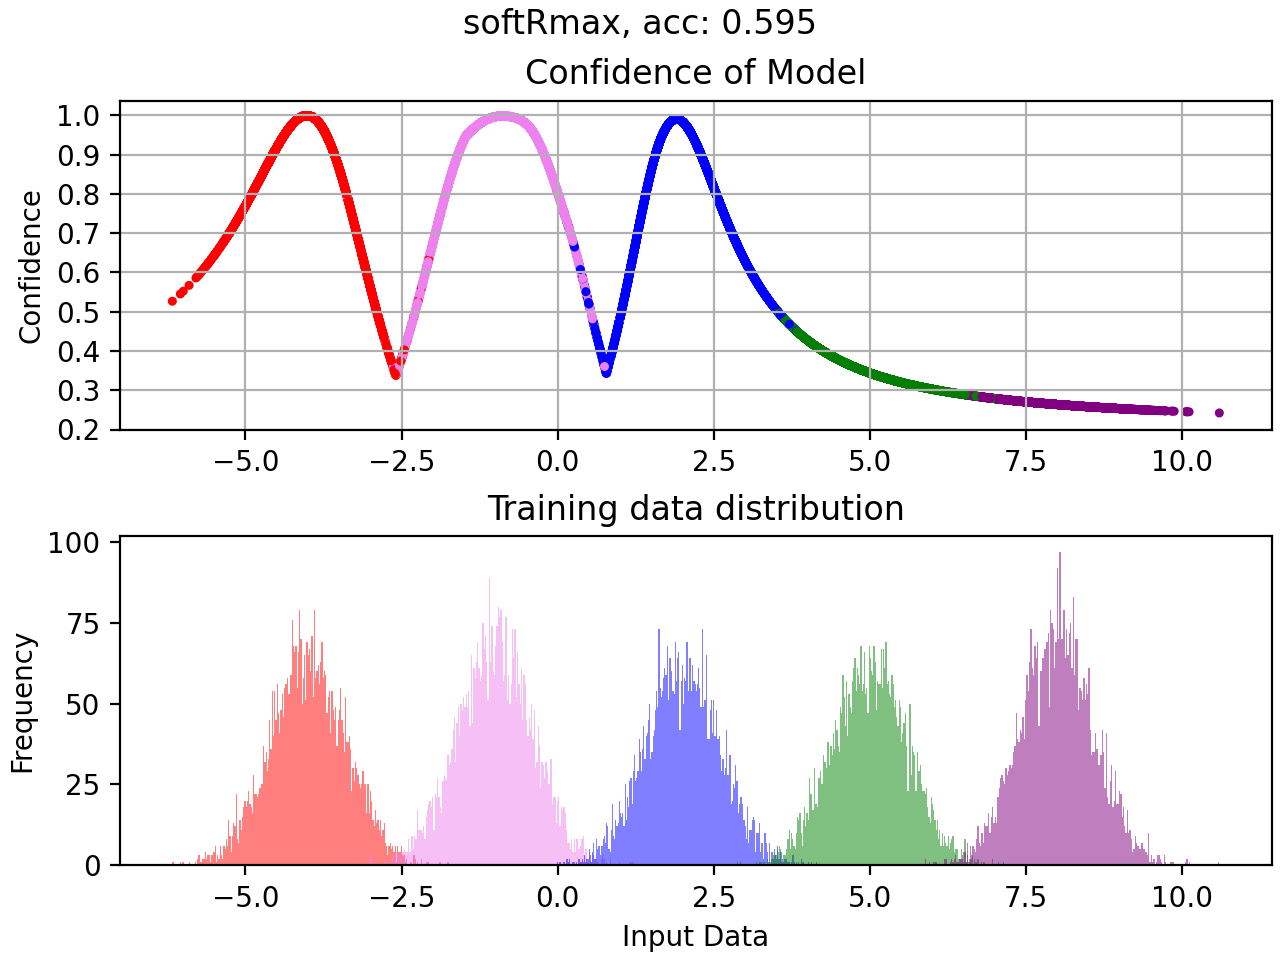 softRmax, acc: 0.595
Confidence of Model
Confidence
1.0
0.9
0.8
0.7
0.6
0.5
0.4
0.3
0.2
−5.0 −2.5 0.0 2.5 5.0 7.5 10.0
Training data distribution
Frequency
100
75
50
25
0
−5.0 −2.5 0.0 2.5 5.0 7.5 10.0
Input Data